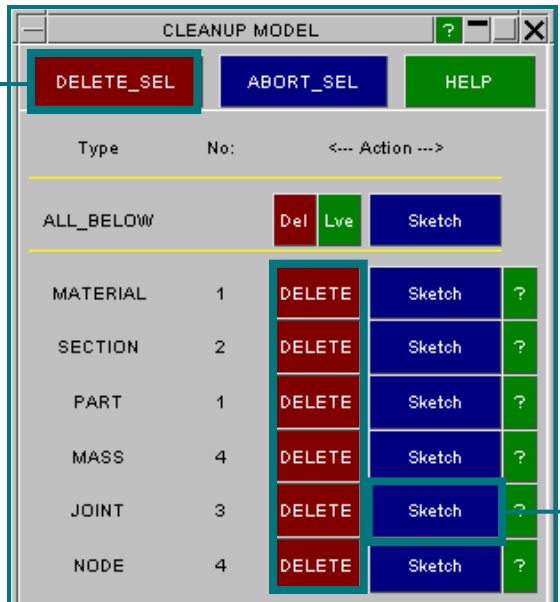 CLEANUP MODEL ?
DELETE_SEL ABORT_SEL HELP
Type No: <--- Action --->
ALL_BELOW Del Lve Sketch
MATERIAL 1 DELETE Sketch ?
SECTION 2 DELETE Sketch ?
PART 1 DELETE Sketch ?
MASS 4 DELETE Sketch ?
JOINT 3 DELETE Sketch ?
NODE 4 DELETE Sketch ?